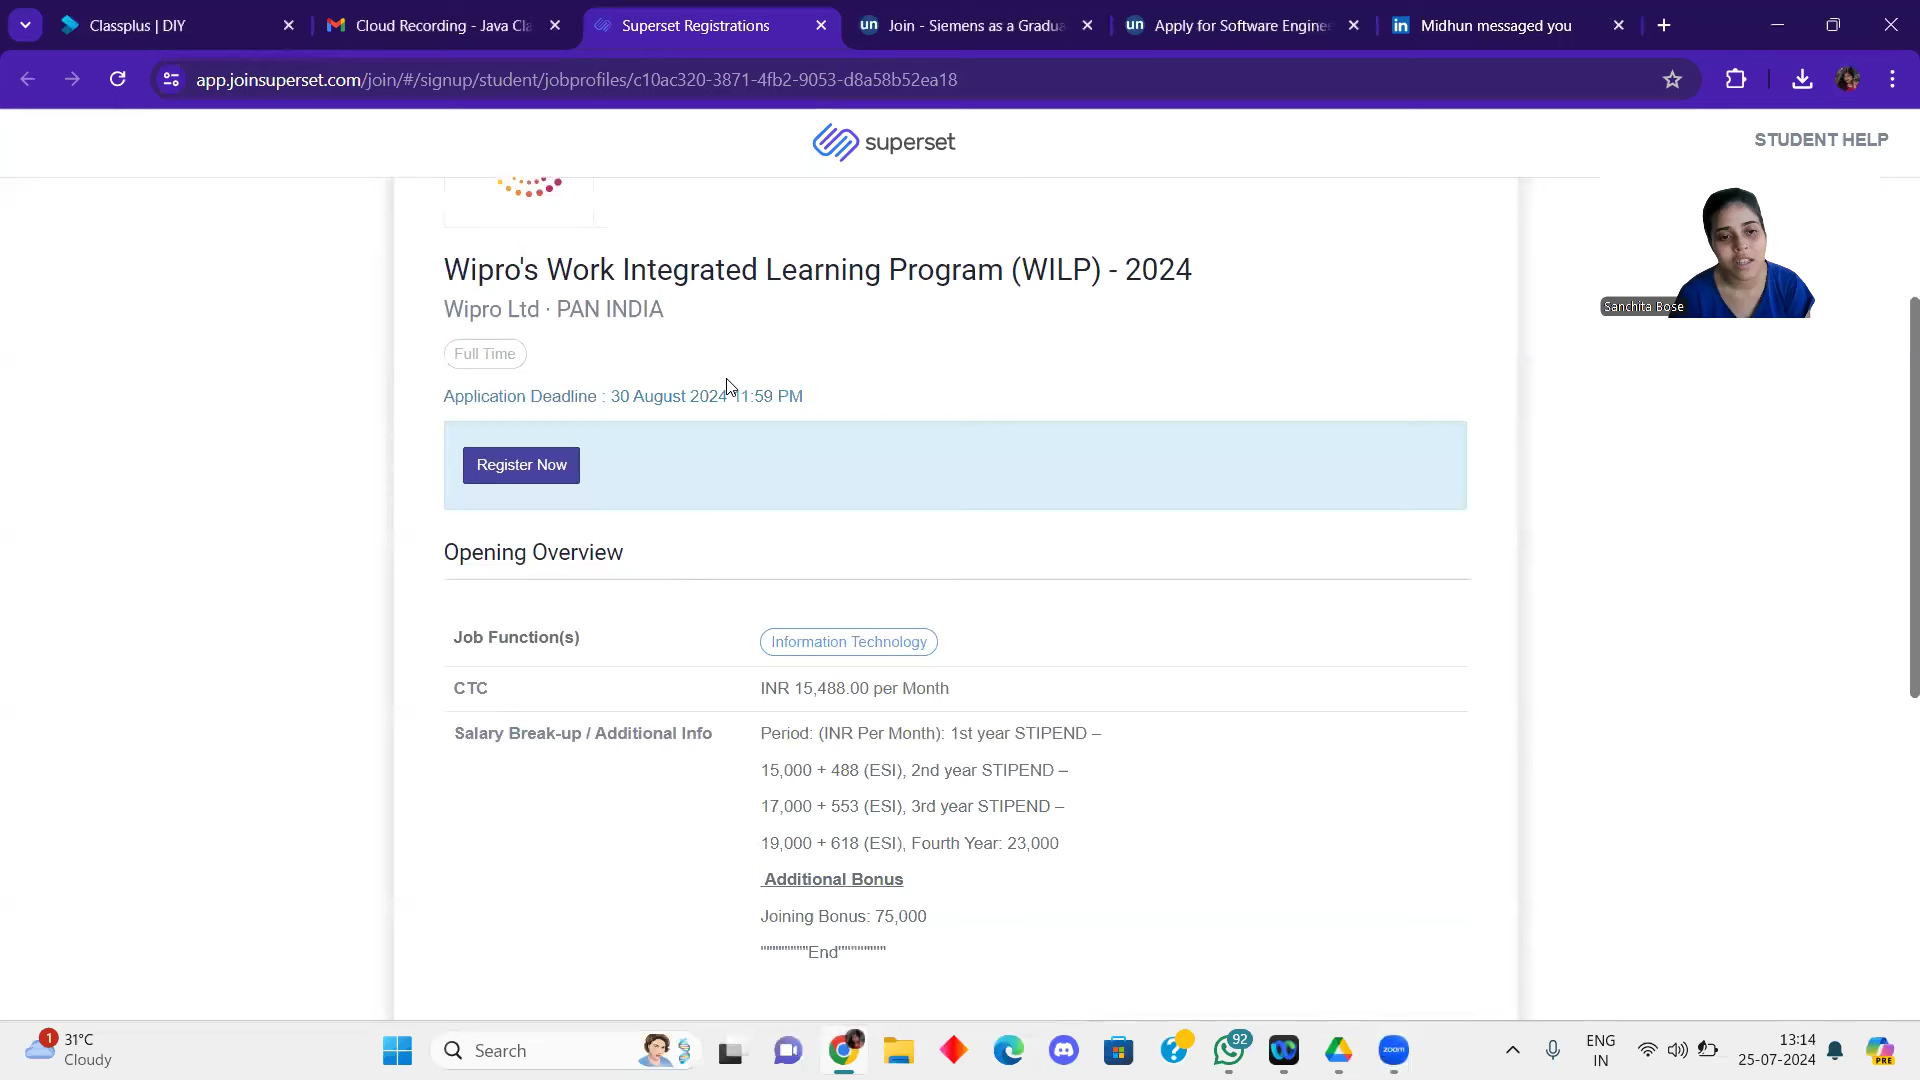 Classplus | DIY
Cloud Recording - Java Cla
Superset Registrations
Join - Siemens as a Gradua
Apply for Software Enginee
Midhun messaged you
app.joinsuperset.com/join/#/signup/student/jobprofiles/c10ac320-3871-4fb2-9053-d8a58b52ea18
superset
STUDENT HELP
Sanchita Bose
Wipro's Work Integrated Learning Program (WILP) - 2024
Wipro Ltd · PAN INDIA
Full Time
Application Deadline : 30 August 2024 11:59 PM
Register Now
Opening Overview
Job Function(s)
Information Technology
CTC
INR 15,488.00 per Month
Salary Break-up / Additional Info
Period: (INR Per Month): 1st year STIPEND –
15,000 + 488 (ESI), 2nd year STIPEND –
17,000 + 553 (ESI), 3rd year STIPEND –
19,000 + 618 (ESI), Fourth Year: 23,000
Additional Bonus
Joining Bonus: 75,000
""""""""End""""""""
1
31°C
Cloudy
Search
92
zoom
ENG
IN
13:14
25-07-2024
PRE